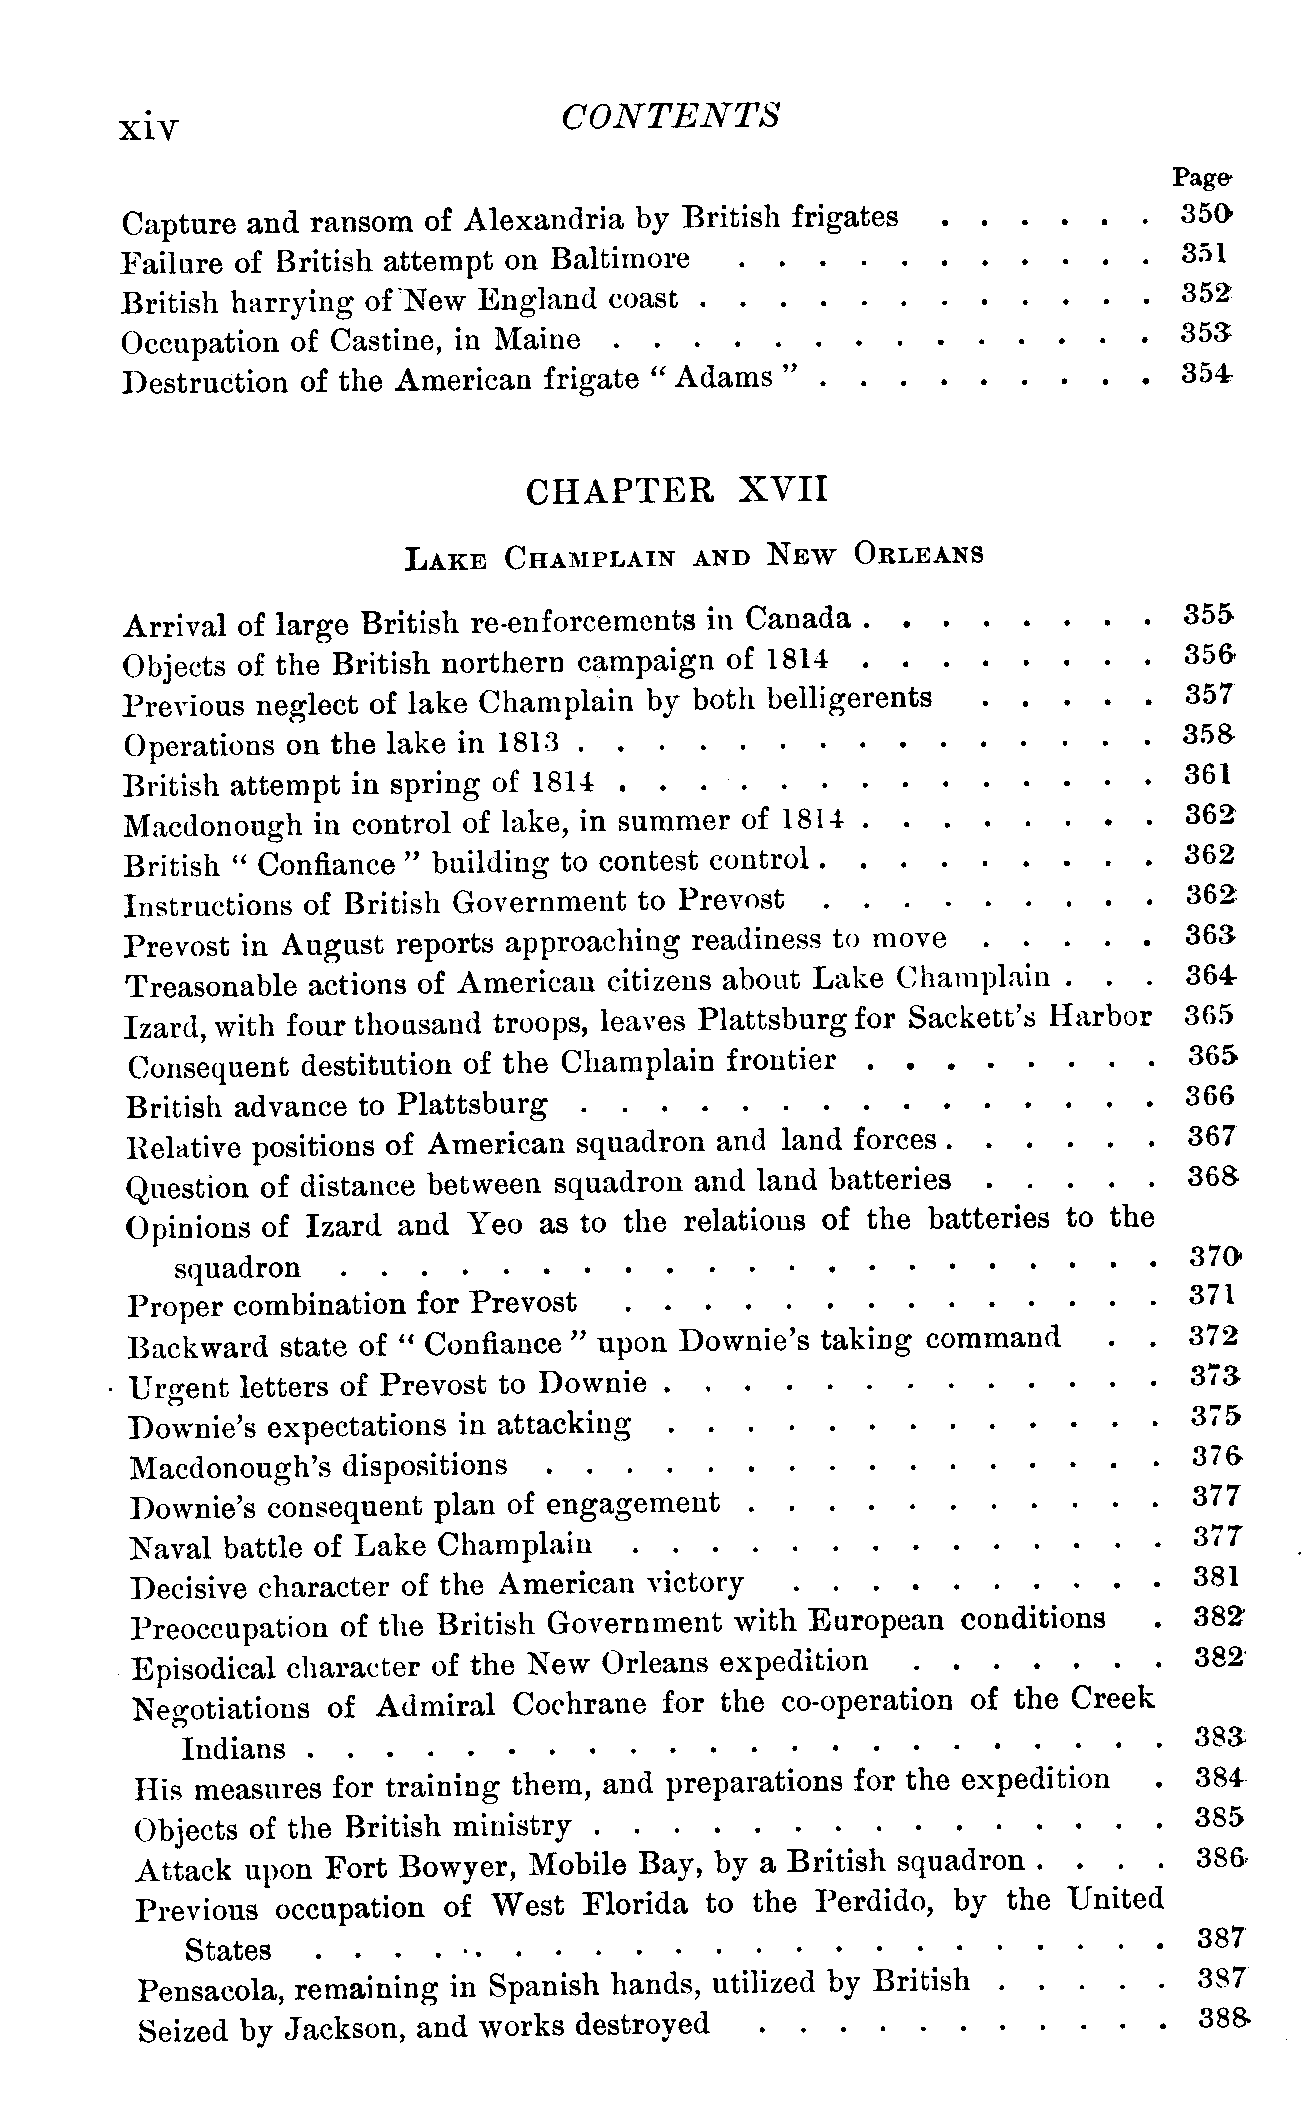 xiv CONTENTS
Page
Capture and ransom of Alexandria by British frigates . . . . . . 350
Failure of British attempt on Baltimore . . . . . . . . . . . 351
British harrying of New England coast . . . . . . . . . . . . 352
Occupation of Castine, in Maine . . . . . . . . . . . . . . 353
Destruction of the American frigate “ Adams ” . . . . . . . . . 354
CHAPTER XVII
LAKE CHAMPLAIN AND NEW ORLEANS
Arrival of large British re-enforcements in Canada . . . . . . . . 355
Objects of the British northern campaign of 1814 . . . . . . . . 356
Previous neglect of lake Champlain by both belligerents . . . . . 357
Operations on the lake in 1813 . . . . . . . . . . . . . . . 358
British attempt in spring of 1814 . . . . . . . . . . . . . . 361
Macdonough in control of lake, in summer of 1814 . . . . . . . . 362
British “ Confiance ” building to contest control . . . . . . . . . 362
Instructions of British Government to Prevost . . . . . . . . . 362
Prevost in August reports approaching readiness to move . . . . . 363
Treasonable actions of American citizens about Lake Champlain . . . 364
Izard, with four thousand troops, leaves Plattsburg for Sackett's Harbor 365
Consequent destitution of the Champlain frontier . . . . . . . . 365
British advance to Plattsburg . . . . . . . . . . . . . . . 366
Relative positions of American squadron and land forces . . . . . . 367
Question of distance between squadron and land batteries . . . . . 368
Opinions of Izard and Yeo as to the relations of the batteries to the
squadron . . . . . . . . . . . . . . . . . . . . . 370
Proper combination for Prevost . . . . . . . . . . . . . . 371
Backward state of “ Confiance ” upon Downie's taking command . . 372
Urgent letters of Prevost to Downie . . . . . . . . . . . . . 373
Downie's expectations in attacking . . . . . . . . . . . . . 375
Macdonough's dispositions . . . . . . . . . . . . . . . . 376
Downie's consequent plan of engagement . . . . . . . . . . . 377
Naval battle of Lake Champlain . . . . . . . . . . . . . . 377
Decisive character of the American victory . . . . . . . . . . 381
Preoccupation of the British Government with European conditions . 382
Episodical character of the New Orleans expedition . . . . . . . 382
Negotiations of Admiral Cochrane for the co-operation of the Creek
Indians . . . . . . . . . . . . . . . . . . . . . . 383
His measures for training them, and preparations for the expedition . 384
Objects of the British ministry . . . . . . . . . . . . . . . 385
Attack upon Fort Bowyer, Mobile Bay, by a British squadron . . . . 386
Previous occupation of West Florida to the Perdido, by the United
States . . . . . . . . . . . . . . . . . . . . . . 387
Pensacola, remaining in Spanish hands, utilized by British . . . . . 387
Seized by Jackson, and works destroyed . . . . . . . . . . . 388